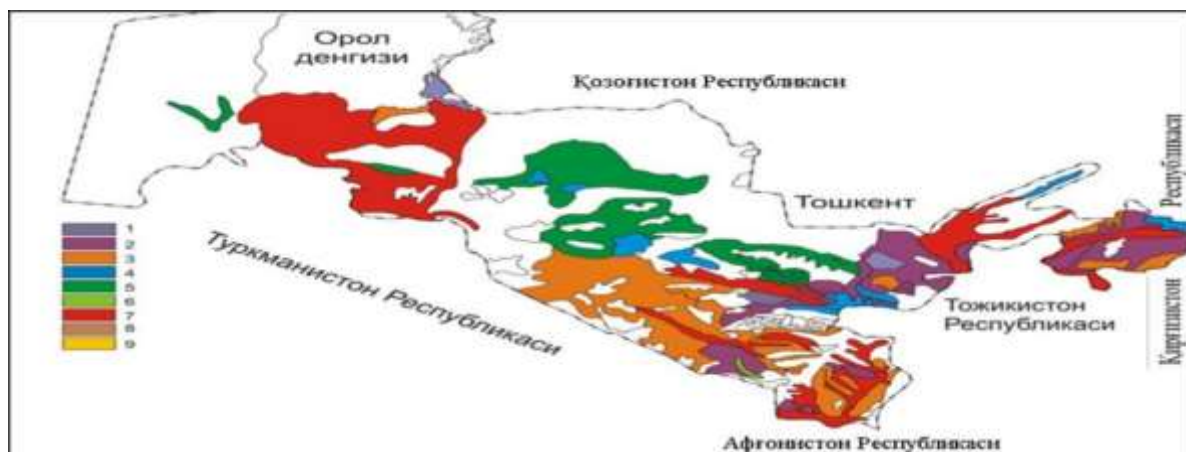 Орол
денгизи
Қозоғистон Республикаси
Тошкент
Республикаси
Туркманистон Республикаси
Тожикистон
Республикаси
Қирғизистон
Афғонистон Республикаси
1
2
3
4
5
6
7
8
9